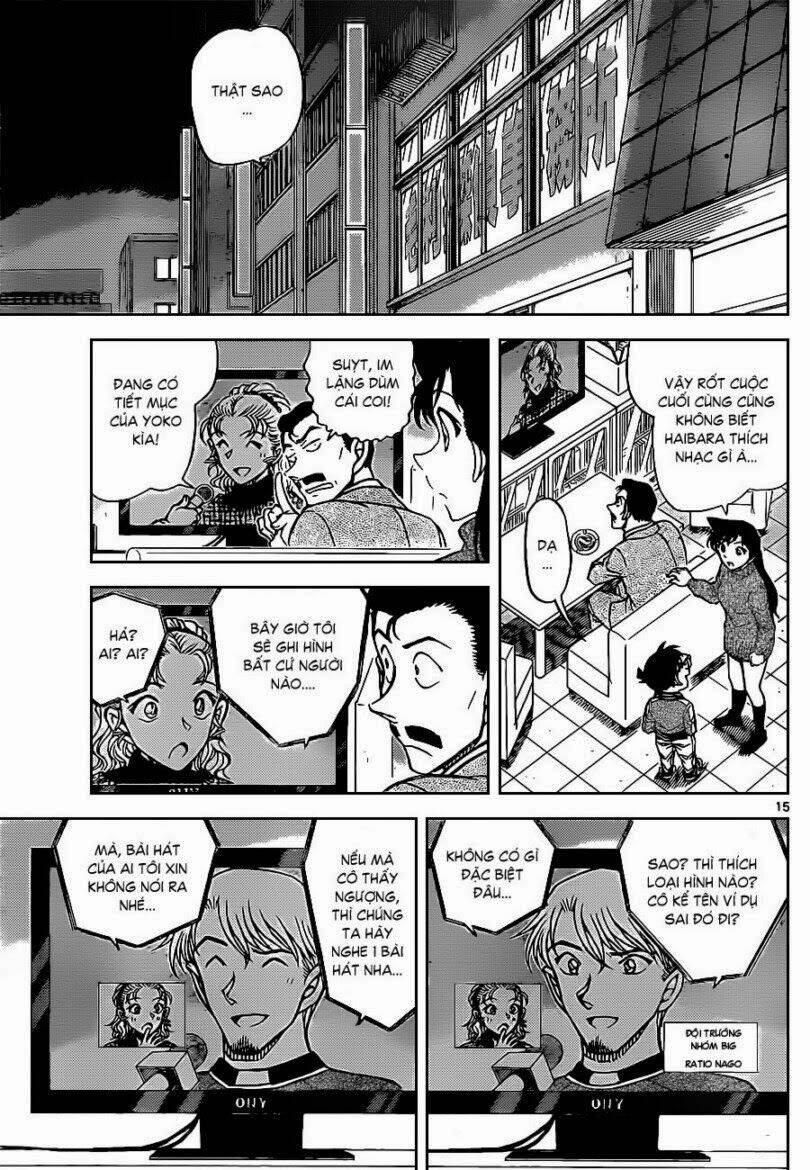 THẬT SAO
...
VẬY RỐT CUỘC
CUỐI CÙNG CŨNG
KHÔNG BIẾT
HAIBARA THÍCH
NHẠC GÌ À...
DẠ
...
SUỴT, IM
LẶNG DÙM
CÁI COI!
ĐANG CÓ
TIẾT MỤC
CỦA YOKO
KÌA!
BÂY GIỜ TÔI
SẼ GHI HÌNH
BẤT CỨ NGƯỜI
NÀO....
HẢ?
AI? AI?
15
SAO? THÌ THÍCH
LOẠI HÌNH NÀO?
CÓ KỂ TÊN VÍ DỤ
SAI ĐÓ ĐI?
KHÔNG CÓ GÌ
ĐẶC BIỆT
ĐÂU...
ĐỘI TRƯỞNG
NHÓM BIG
RATIO NAGO
ONY
NẾU MÀ
CÔ THẤY
NGƯỢNG,
THÌ CHÚNG
TA HÃY
NGHE 1 BÀI
HÁT NHA...
MÀ, BÀI HÁT
CỦA AI TÔI XIN
KHÔNG NÓI RA
NHÉ...
ONY